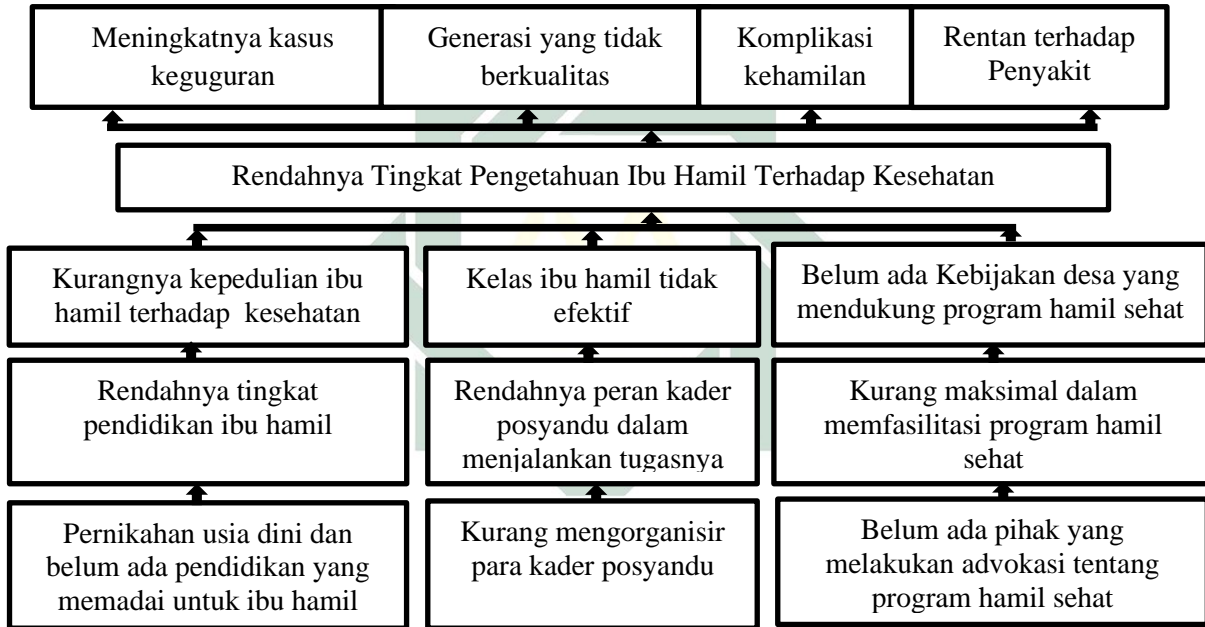 Meningkatnya kasus
keguguran
Generasi yang tidak
berkualitas
Komplikasi
kehamilan
Rentan terhadap
Penyakit
Rendahnya Tingkat Pengetahuan Ibu Hamil Terhadap Kesehatan
Kurangnya kepedulian ibu
hamil terhadap kesehatan
Kelas ibu hamil tidak
efektif
Belum ada Kebijakan desa yang
mendukung program hamil sehat
Rendahnya tingkat
pendidikan ibu hamil
Rendahnya peran kader
posyandu dalam
menjalankan tugasnya
Kurang maksimal dalam
memfasilitasi program hamil
sehat
Pernikahan usia dini dan
belum ada pendidikan yang
memadai untuk ibu hamil
Kurang mengorganisir
para kader posyandu
Belum ada pihak yang
melakukan advokasi tentang
program hamil sehat